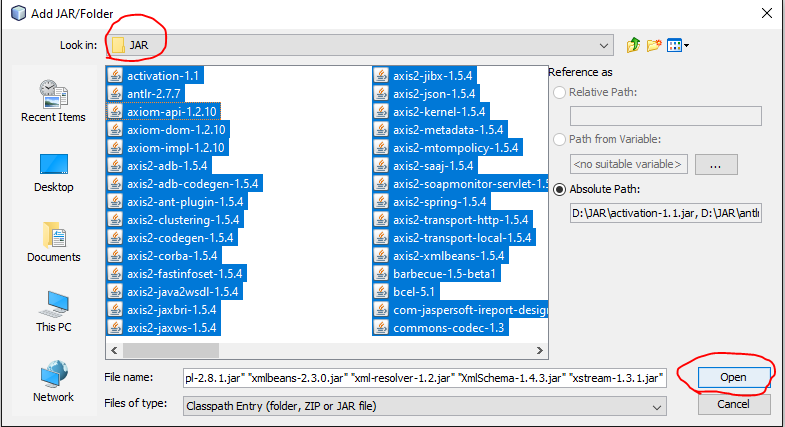 Add JAR/Folder
Look in:
JAR
Recent Items
Desktop
Documents
This PC
Network
activation-1.1
antlr-2.7.7
axiom-api-1.2.10
axiom-dom-1.2.10
axiom-impl-1.2.10
axis2-adb-1.5.4
axis2-adb-codegen-1.5.4
axis2-ant-plugin-1.5.4
axis2-clustering-1.5.4
axis2-codegen-1.5.4
axis2-corba-1.5.4
axis2-fastinfoset-1.5.4
axis2-java2wsdl-1.5.4
axis2-jaxbri-1.5.4
axis2-jaxws-1.5.4
axis2-jibx-1.5.4
axis2-json-1.5.4
axis2-kernel-1.5.4
axis2-metadata-1.5.4
axis2-mtompolicy-1.5.4
axis2-saaj-1.5.4
axis2-soapmonitor-servlet-1.5
axis2-spring-1.5.4
axis2-transport-http-1.5.4
axis2-transport-local-1.5.4
axis2-xmlbeans-1.5.4
barbecue-1.5-beta1
bcel-5.1
com-jaspersoft-ireport-design
commons-codec-1.3
Reference as
Relative Path:
Path from Variable:
<no suitable variable>
...
Absolute Path:
D:\JAR\activation-1.1.jar, D:\JAR\antl
File name:
pl-2.8.1.jar" "xmlbeans-2.3.0.jar" "xml-resolver-1.2.jar" "XmlSchema-1.4.3.jar" "xstream-1.3.1.jar"
Open
Files of type:
Classpath Entry (folder, ZIP or JAR file)
Cancel